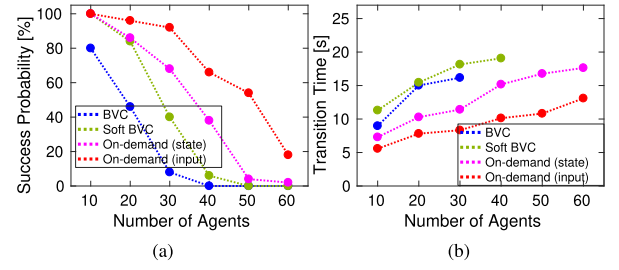 100
80
60
40
20
0
Success Probability [%]
BVC
Soft BVC
On-demand (state)
On-demand (input)
10 20 30 40 50 60
Number of Agents
(a)
25
20
15
10
5
0
Transition Time [s]
BVC
Soft BVC
On-demand (state)
On-demand (input)
10 20 30 40 50 60
Number of Agents
(b)